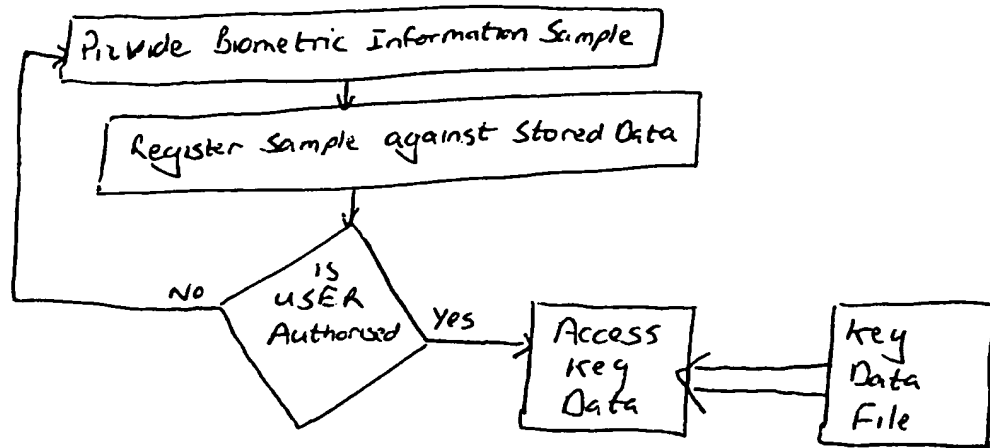 Provide Biometric Information Sample
Register Sample against Stored Data
is
USER
Authorised
No
Yes
Access
Key
Data
Key
Data
File